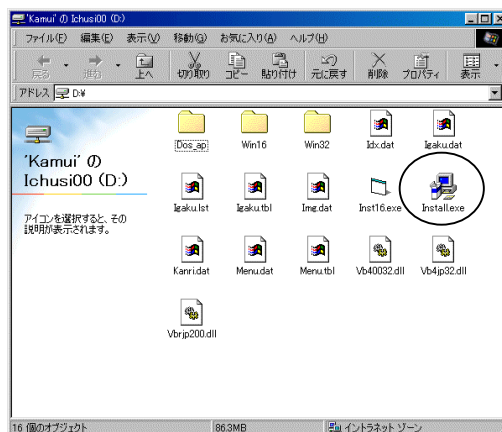 'Kamui' の Ichusi00 (D:)
ファイル(F) 編集(E) 表示(V) 移動(G) お気に入り(A) ヘルプ(H)
戻る 進む 上へ 切り取り コピー 貼り付け 元に戻す 削除 プロパティ 表示
アドレス D:¥
'Kamui' の
Ichusi00 (D:)
アイコンを選択すると、その
説明が表示されます。
Dos_ap Win16 Win32 Idx.dat Igaku.dat
Igaku.lst Igaku.tbl Img.dat Inst16.exe Install.exe
Kanri.dat Menu.dat Menu.tbl Vb40032.dll Vb4jp32.dll
Vbrjp200.dll
16 個のオブジェクト 86.3MB イントラネット ゾーン